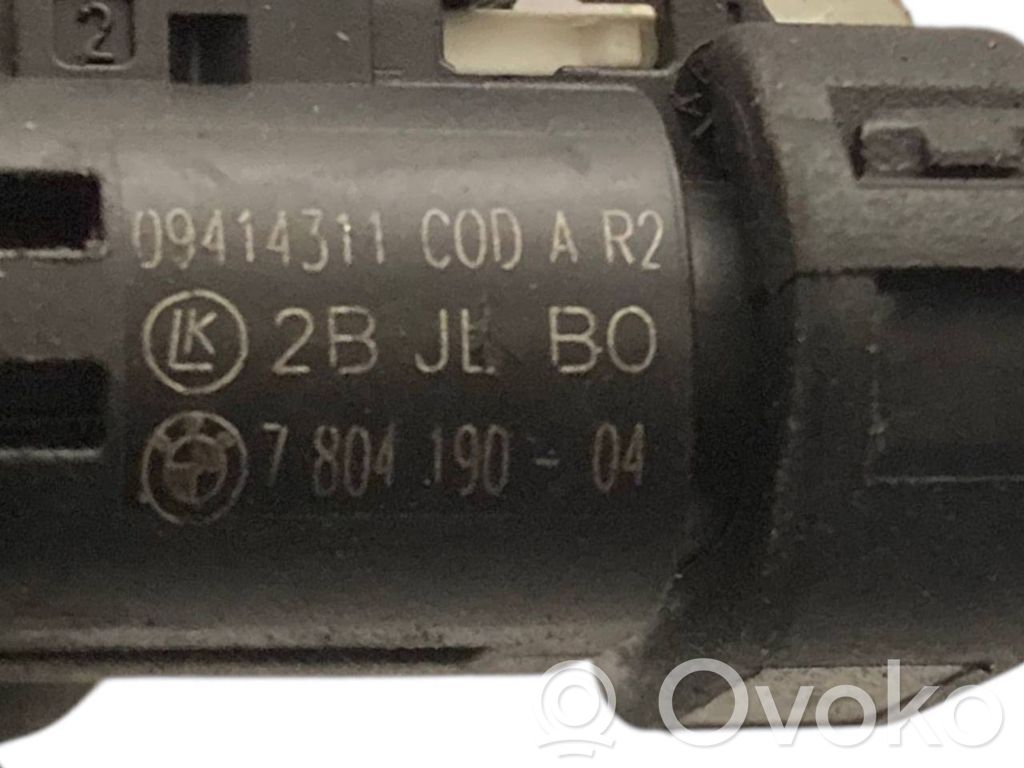 2
09414311 COD A R2
LK 2B JL BO
7 804 190 - 04
Ovoko